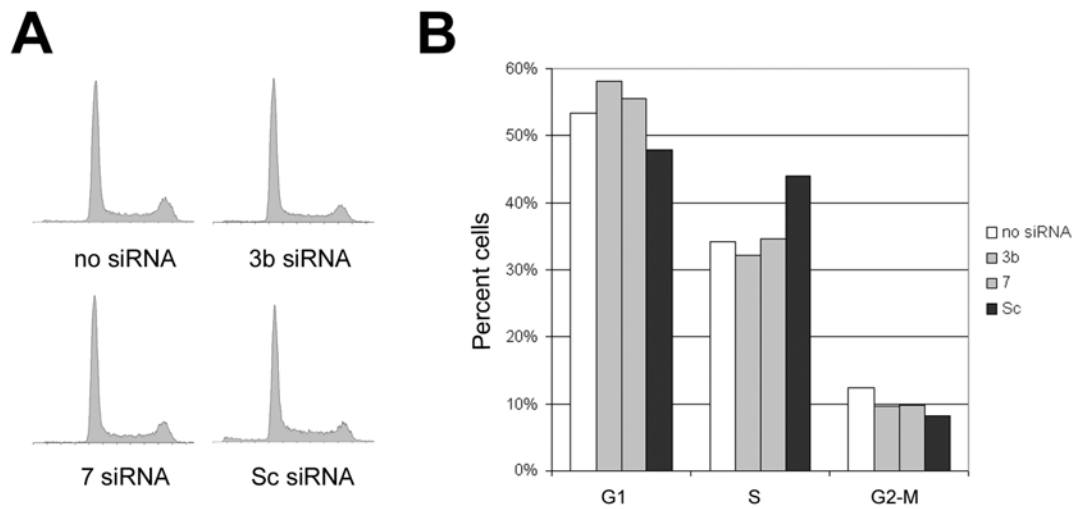 A
no siRNA
3b siRNA
7 siRNA
Sc siRNA
B
Percent cells
60%
50%
40%
30%
20%
10%
0%
G1
S
G2-M
no siRNA
3b
7
Sc